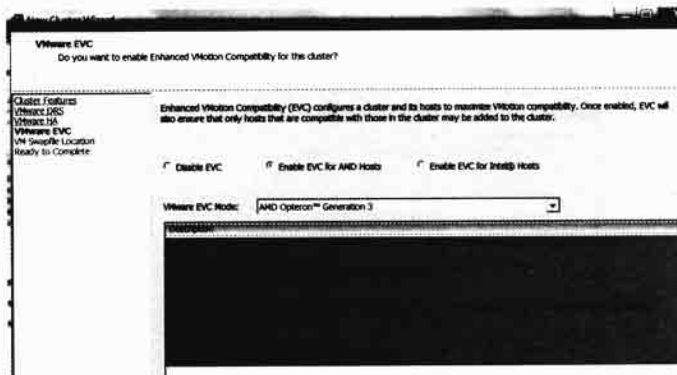 New Cluster Wizard
VMware EVC
Do you want to enable Enhanced VMotion Compatibility for this cluster?
Cluster Features
VMware DRS
VMware HA
VMware EVC
VM Swapfile Location
Ready to Complete
Enhanced VMotion Compatibility (EVC) configures a cluster and its hosts to maximize VMotion compatibility. Once enabled, EVC will
also ensure that only hosts that are compatible with those in the cluster may be added to the cluster.
Disable EVC
Enable EVC for AMD Hosts
Enable EVC for Intel® Hosts
VMware EVC Mode:
AMD Opteron™ Generation 3
Description